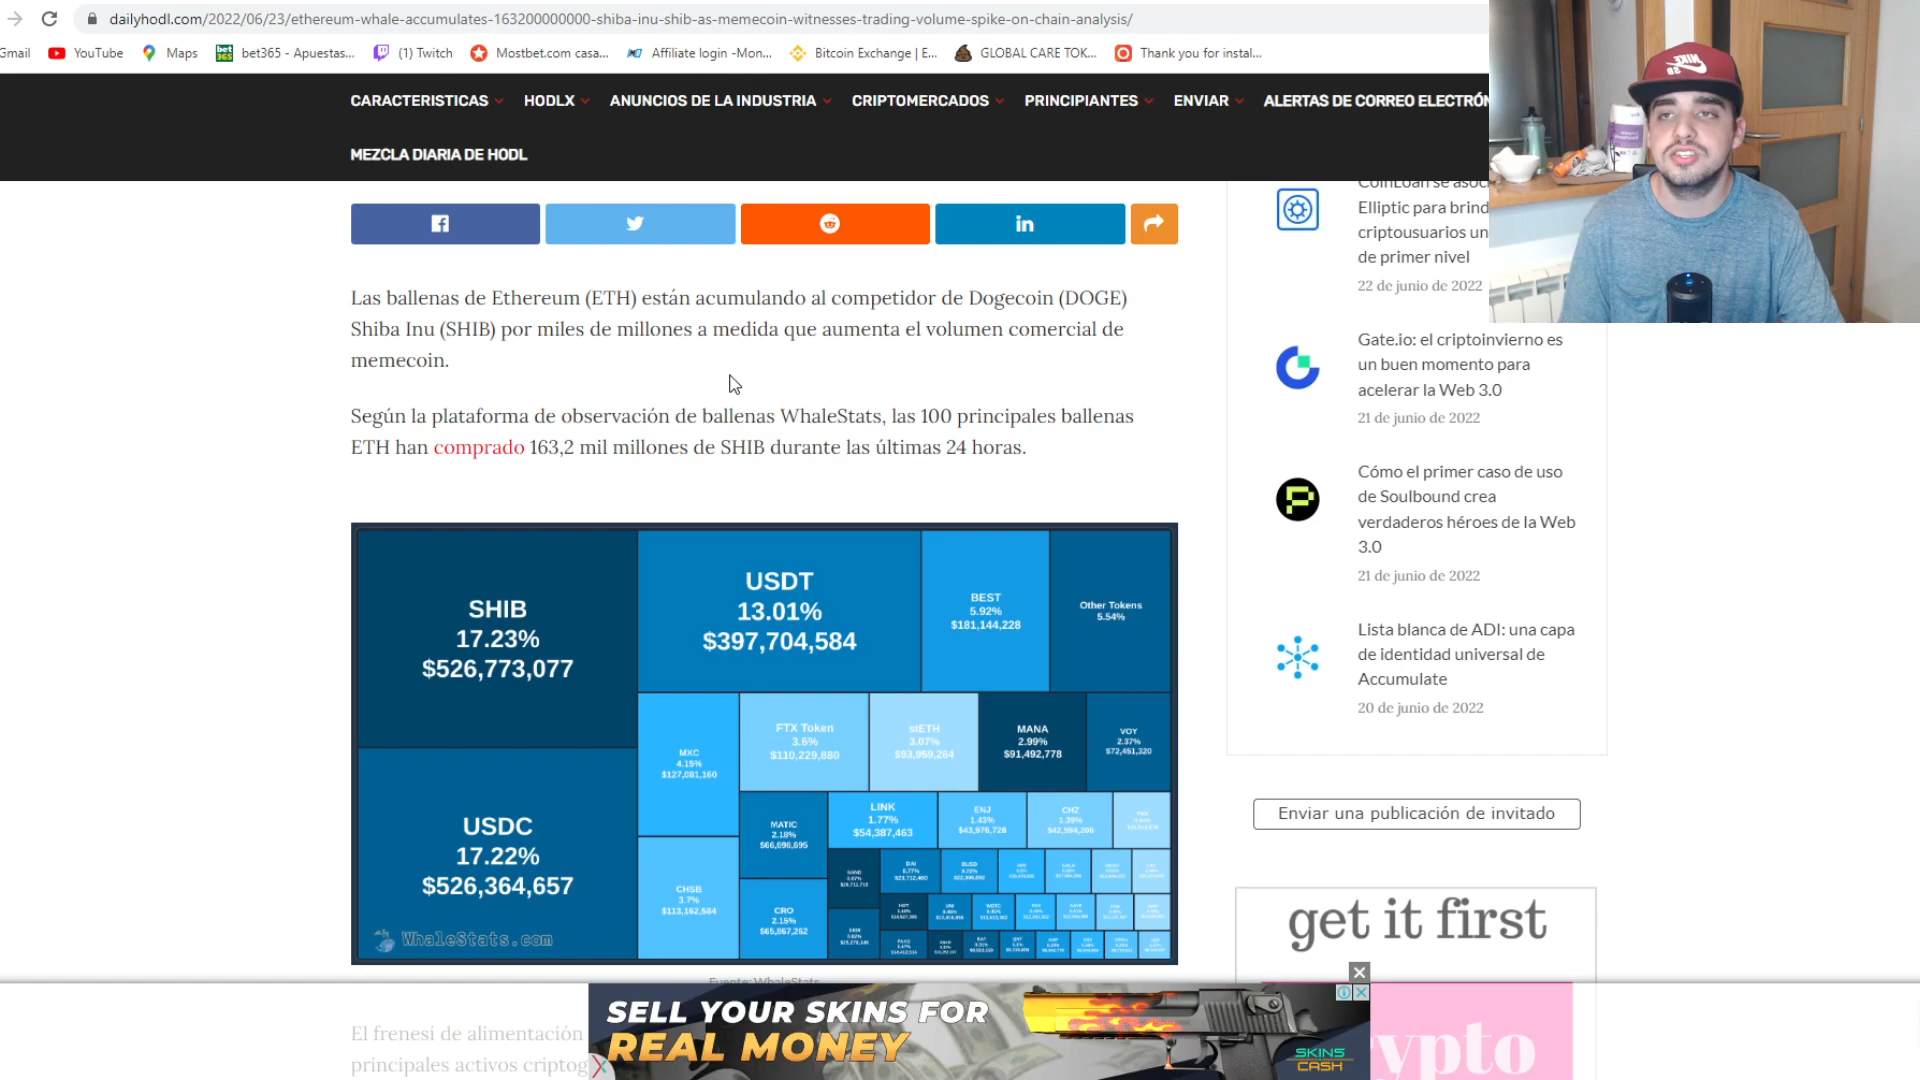 dailyhodl.com/2022/06/23/ethereum-whale-accumulates-163200000000-shiba-inu-shib-as-memecoin-witnesses-trading-volume-spike-on-chain-analysis/
Gmail YouTube Maps bet365 - Apuestas... (1) Twitch Mostbet.com casa... Affiliate login -Mon... Bitcoin Exchange | E... GLOBAL CARE TOK... Thank you for instal...
CARACTERISTICAS HODLX ANUNCIOS DE LA INDUSTRIA CRIPTOMERCADOS PRINCIPIANTES ENVIAR ALERTAS DE CORREO ELECTRÓN
MEZCLA DIARIA DE HODL
Las ballenas de Ethereum (ETH) están acumulando al competidor de Dogecoin (DOGE)
Shiba Inu (SHIB) por miles de millones a medida que aumenta el volumen comercial de
memecoin.
Según la plataforma de observación de ballenas WhaleStats, las 100 principales ballenas
ETH han comprado 163,2 mil millones de SHIB durante las últimas 24 horas.
SHIB
17.23%
$526,773,077
USDT
13.01%
$397,704,584
BEST
5.92%
$181,144,228
Other Tokens
5.54%
USDC
17.22%
$526,364,657
WhaleStats.com
MXC
4.15%
$127,081,160
FTX Token
3.6%
$110,229,880
stETH
3.07%
$93,959,264
MANA
2.99%
$91,492,778
VOY
2.37%
$72,451,320
CHSB
3.7%
$113,162,584
MATIC
2.18%
$66,696,695
CRO
2.15%
$65,867,262
LINK
1.77%
$54,387,463
ENJ
1.43%
$43,976,728
CHZ
1.39%
Fuente: WhaleStats
El frenesí de alimentación
principales activos criptog
CoinLoan se asoc
Elliptic para brind
criptousuarios un
de primer nivel
22 de junio de 2022
Gate.io: el criptoinvierno es
un buen momento para
acelerar la Web 3.0
21 de junio de 2022
Cómo el primer caso de uso
de Soulbound crea
verdaderos héroes de la Web
3.0
21 de junio de 2022
Lista blanca de ADI: una capa
de identidad universal de
Accumulate
20 de junio de 2022
Enviar una publicación de invitado
get it first
ypto
SELL YOUR SKINS FOR
REAL MONEY
SKINS
CASH
NIKE
SB